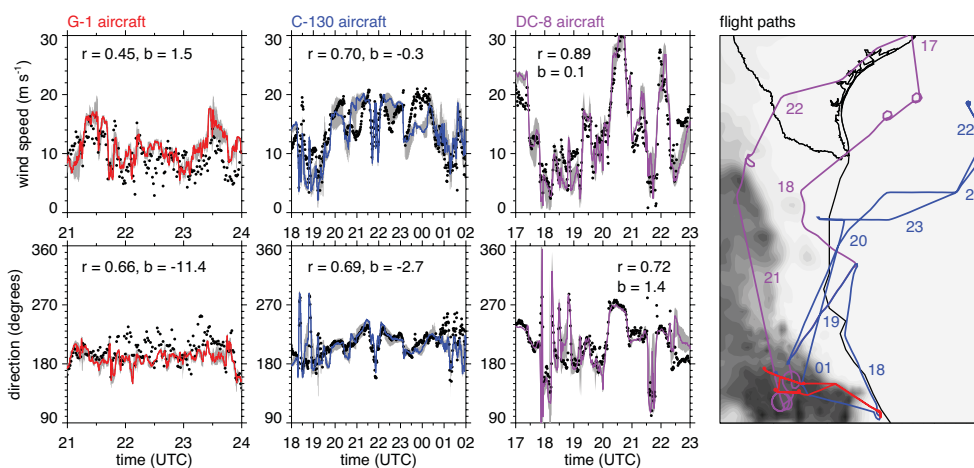 G-1 aircraft
C-130 aircraft
DC-8 aircraft
flight paths
wind speed (m s⁻¹)
30
20
10
0
r = 0.45, b = 1.5
21 22 23 24
30
20
10
0
r = 0.70, b = -0.3
18 19 20 21 22 23 00 01 02
30
20
10
0
r = 0.89
b = 0.1
17 18 19 20 21 22 23
direction (degrees)
360
270
180
90
r = 0.66, b = -11.4
21 22 23 24
time (UTC)
360
270
180
90
r = 0.69, b = -2.7
18 19 20 21 22 23 00 01 02
time (UTC)
360
270
180
90
r = 0.72
b = 1.4
17 18 19 20 21 22 23
time (UTC)
17
22
22
18
23
20
21
19
01
18